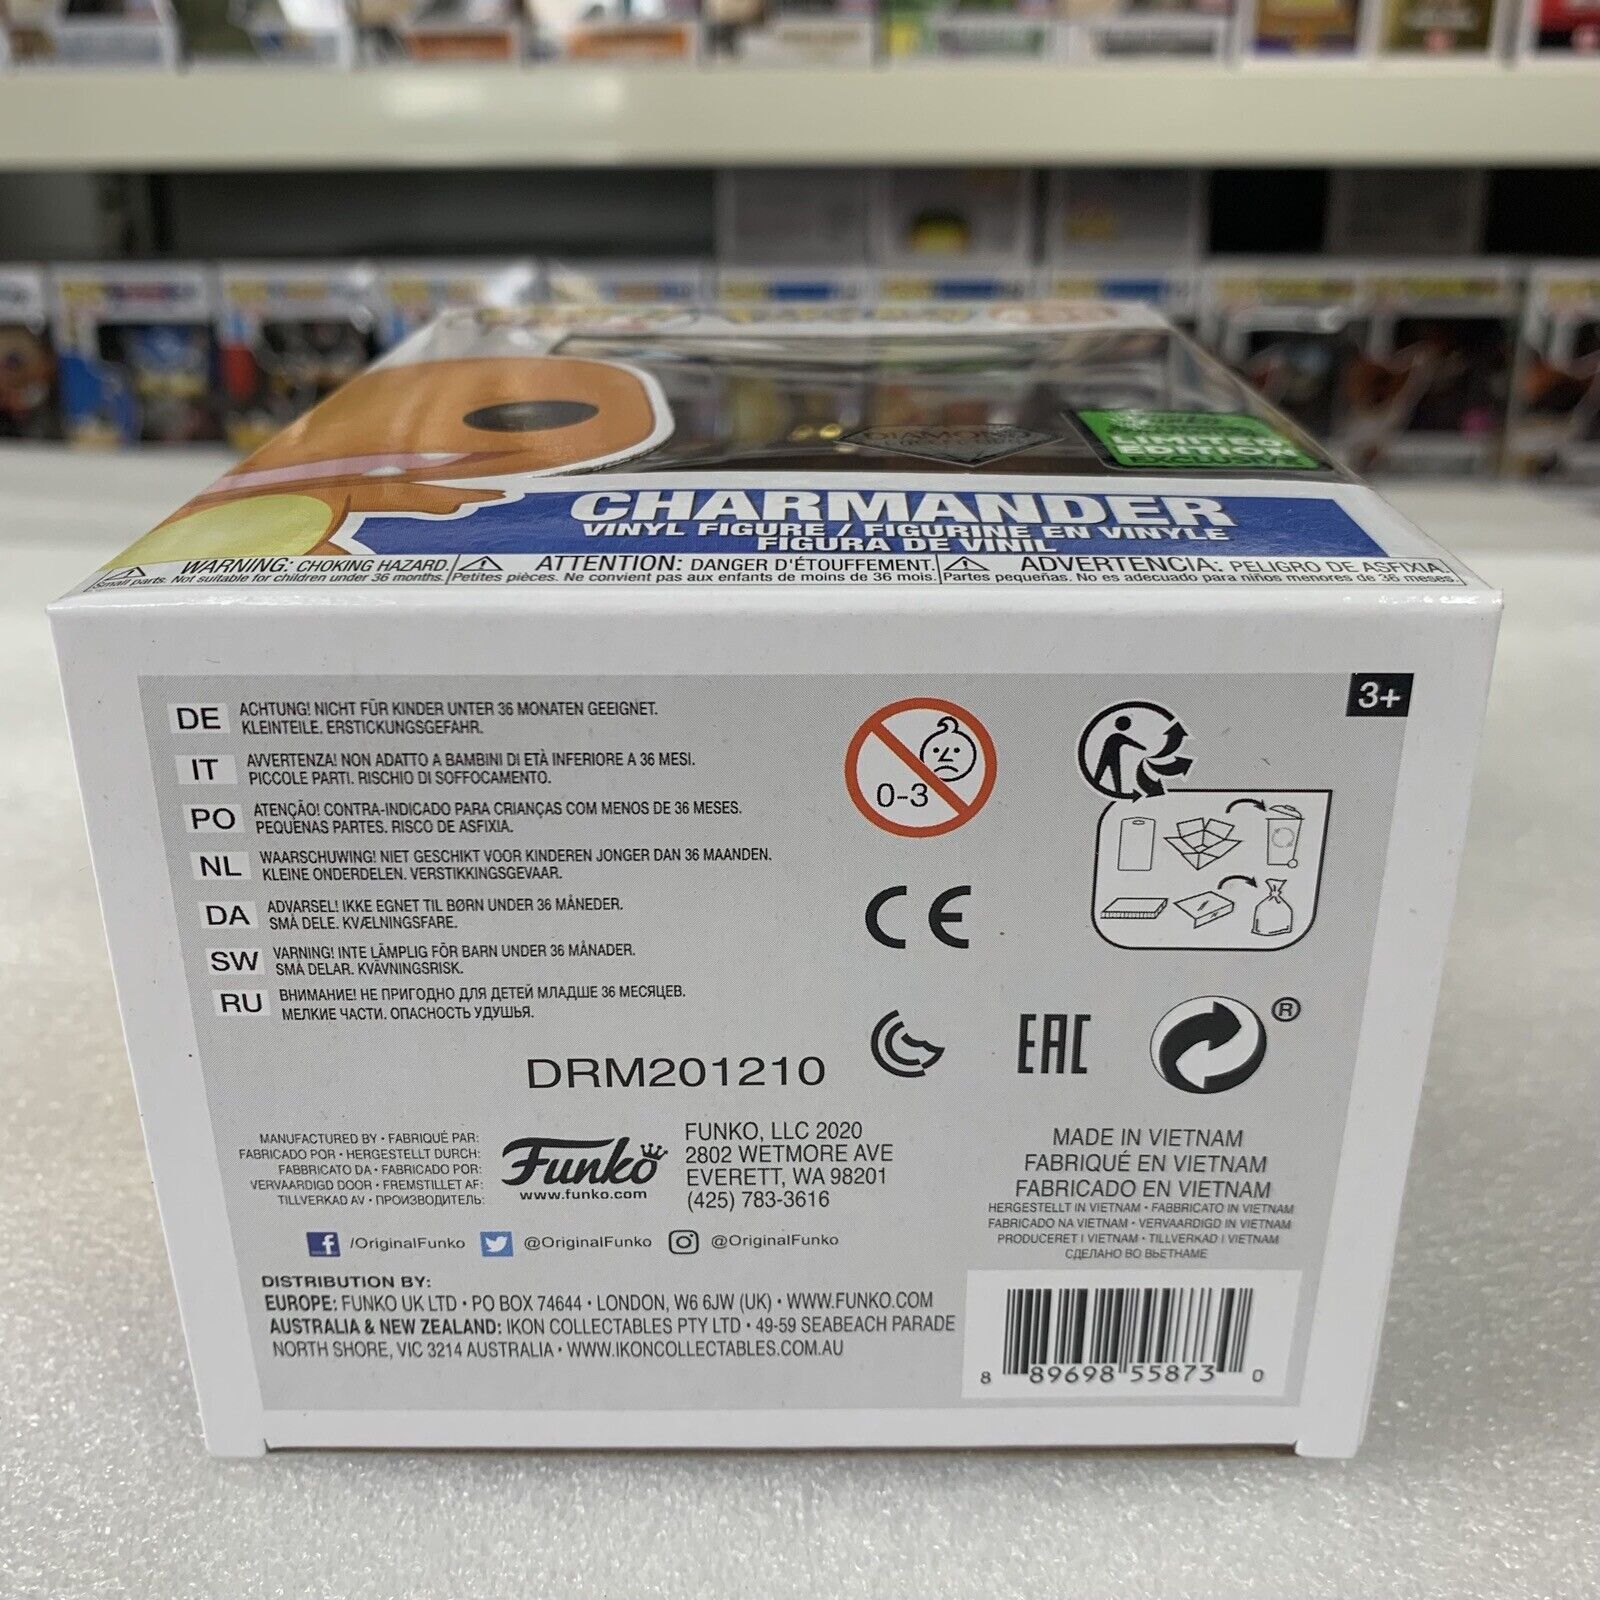 DIAMOND
LIMITED
EDITION
EXCLUSIVE
CHARMANDER
VINYL FIGURE / FIGURINE EN VINYLE
FIGURA DE VINIL
WARNING: CHOKING HAZARD.
Small parts. Not suitable for children under 36 months.
ATTENTION: DANGER D'ÉTOUFFEMENT.
Petites pièces. Ne convient pas aux enfants de moins de 36 mois.
ADVERTENCIA: PELIGRO DE ASFIXIA.
Partes pequeñas. No es adecuado para niños menores de 36 meses.
3+
DE ACHTUNG! NICHT FÜR KINDER UNTER 36 MONATEN GEEIGNET.
KLEINTEILE. ERSTICKUNGSGEFAHR.
IT AVVERTENZA! NON ADATTO A BAMBINI DI ETÀ INFERIORE A 36 MESI.
PICCOLE PARTI. RISCHIO DI SOFFOCAMENTO.
PO ATENÇÃO! CONTRA-INDICADO PARA CRIANÇAS COM MENOS DE 36 MESES.
PEQUENAS PARTES. RISCO DE ASFIXIA.
NL WAARSCHUWING! NIET GESCHIKT VOOR KINDEREN JONGER DAN 36 MAANDEN.
KLEINE ONDERDELEN. VERSTIKKINGSGEVAAR.
DA ADVARSEL! IKKE EGNET TIL BØRN UNDER 36 MÅNEDER.
SMÅ DELE. KVÆLNINGSFARE.
SW VARNING! INTE LÄMPLIG FÖR BARN UNDER 36 MÅNADER.
SMÅ DELAR. KVÄVNINGSRISK.
RU ВНИМАНИЕ! НЕ ПРИГОДНО ДЛЯ ДЕТЕЙ МЛАДШЕ 36 МЕСЯЦЕВ.
МЕЛКИЕ ЧАСТИ. ОПАСНОСТЬ УДУШЬЯ.
0-3
CE
EAC
®
DRM201210
MANUFACTURED BY • FABRIQUÉ PAR:
FABRICADO POR • HERGESTELLT DURCH:
FABBRICATO DA • FABRICADO POR:
VERVAARDIGD DOOR • FREMSTILLET AF:
TILLVERKAD AV • ПРОИЗВОДИТЕЛЬ:
Funko
www.funko.com
FUNKO, LLC 2020
2802 WETMORE AVE
EVERETT, WA 98201
(425) 783-3616
MADE IN VIETNAM
FABRIQUÉ EN VIETNAM
FABRICADO EN VIETNAM
HERGESTELLT IN VIETNAM • FABBRICATO IN VIETNAM
FABRICADO NA VIETNAM • VERVAARDIGD IN VIETNAM
PRODUCERET I VIETNAM • TILLVERKAD I VIETNAM
СДЕЛАНО ВО ВЬЕТНАМЕ
f /OriginalFunko @OriginalFunko @OriginalFunko
DISTRIBUTION BY:
EUROPE: FUNKO UK LTD • PO BOX 74644 • LONDON, W6 6JW (UK) • WWW.FUNKO.COM
AUSTRALIA & NEW ZEALAND: IKON COLLECTABLES PTY LTD • 49-59 SEABEACH PARADE
NORTH SHORE, VIC 3214 AUSTRALIA • WWW.IKONCOLLECTABLES.COM.AU
8 89698 55873 0